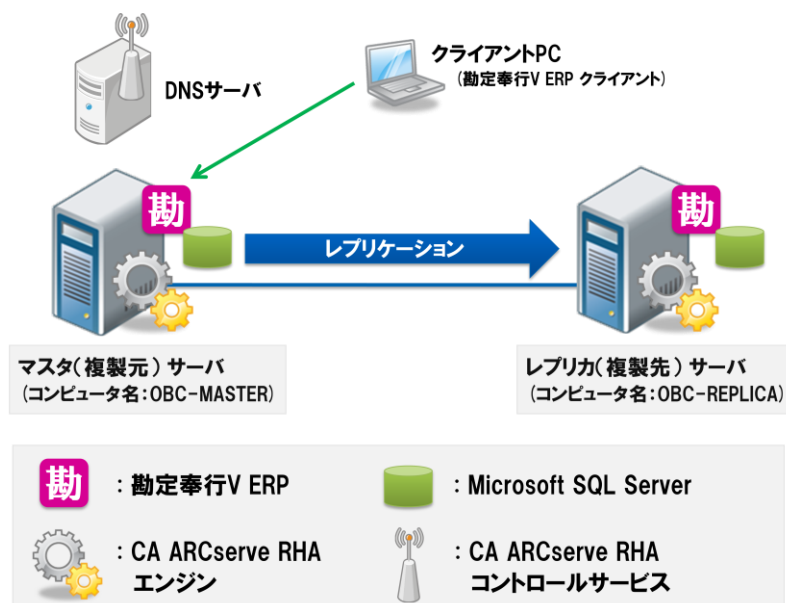 DNSサーバ
クライアントPC
(勘定奉行V ERP クライアント)
勘
勘
レプリケーション
マスタ(複製元)サーバ
(コンピュータ名:OBC-MASTER)
レプリカ(複製先)サーバ
(コンピュータ名:OBC-REPLICA)
勘
:勘定奉行V ERP
:Microsoft SQL Server
:CA ARCserve RHA
エンジン
:CA ARCserve RHA
コントロールサービス